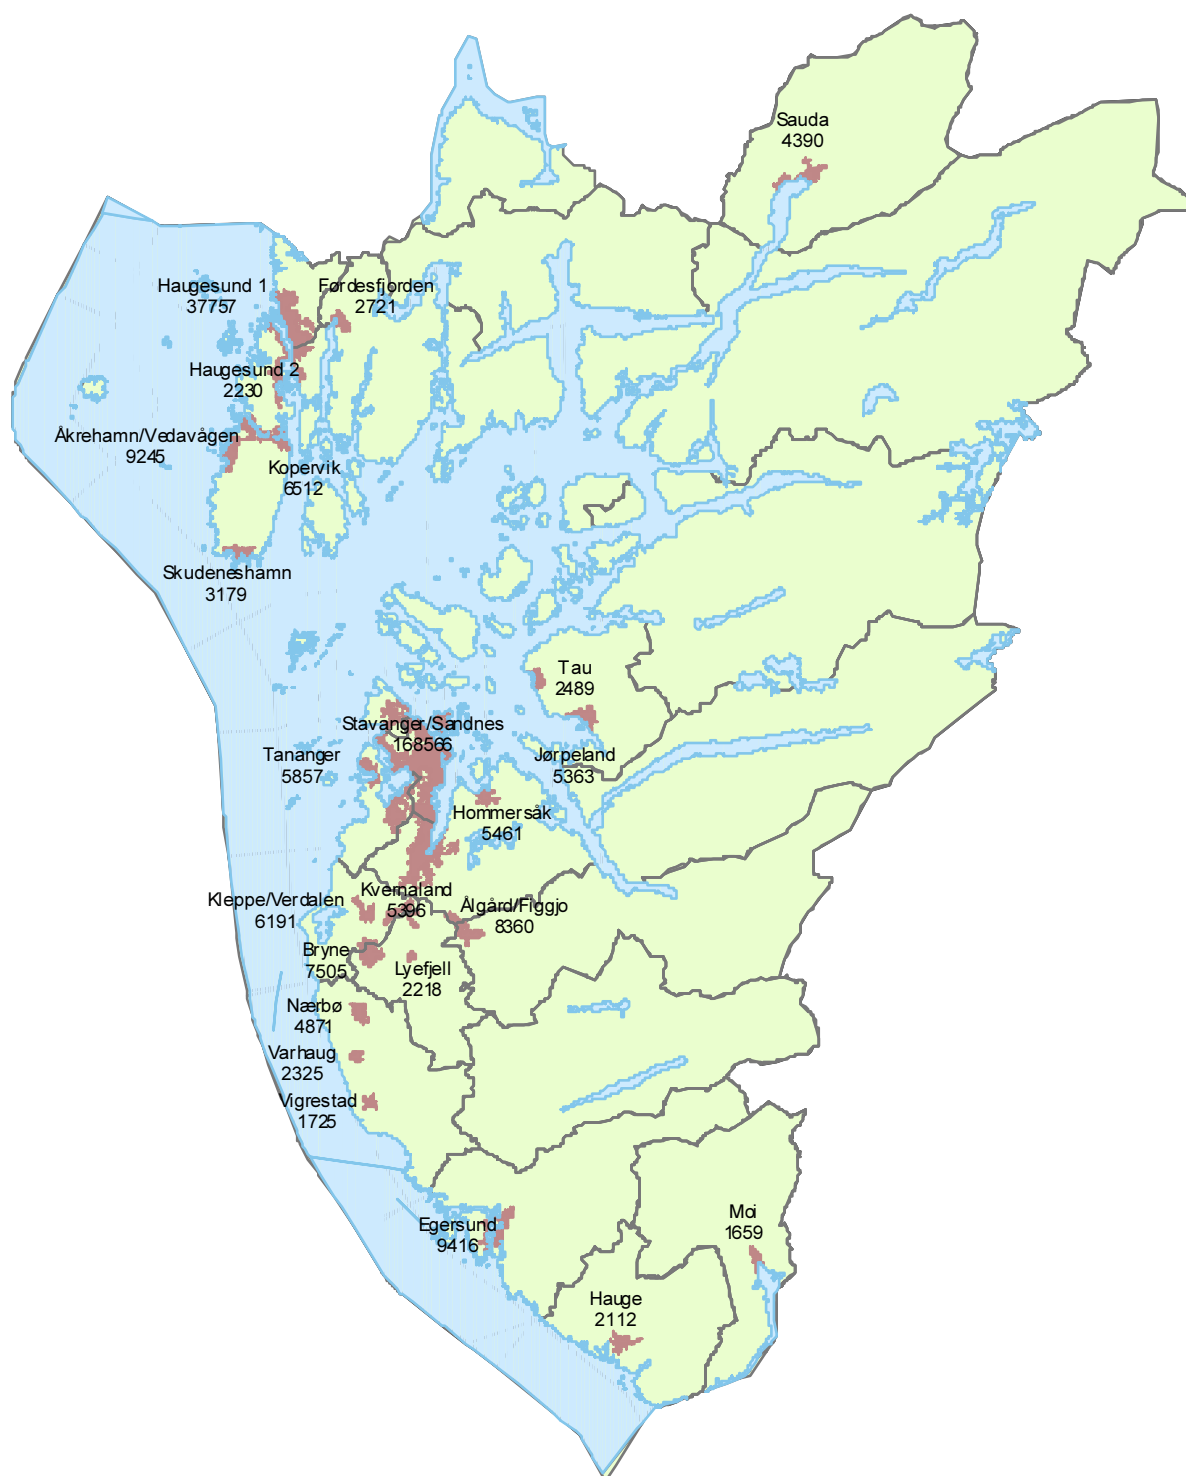 Sauda
4390
Haugesund 1
37757
Førdesfjorden
2721
Haugesund 2
2230
Åkrehamn/Vedavågen
9245
Kopervik
6512
Skudeneshamn
3179
Tau
2489
Stavanger/Sandnes
168566
Tananger
5857
Jørpeland
5363
Hommersåk
5461
Kvernaland
5396
Kleppe/Verdalen
6191
Ålgård/Figgjo
8360
Bryne
7505
Lyefjell
2218
Nærbø
4871
Varhaug
2325
Vigrestad
1725
Egersund
9416
Moi
1659
Hauge
2112